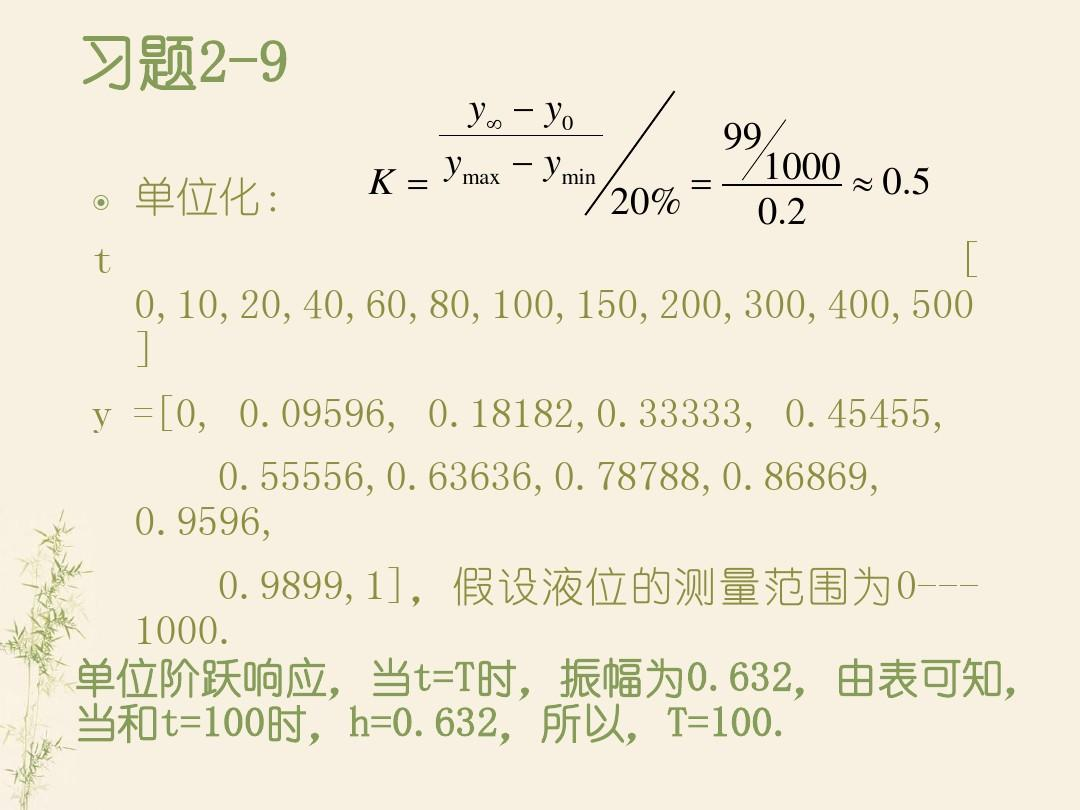 习题2-9
K = (y∞ − y0)/(ymax − ymin) / 20% = (99/1000)/0.2 ≈ 0.5
单位化:
t [
0,10,20,40,60,80,100,150,200,300,400,500
]
y =[0, 0.09596, 0.18182,0.33333, 0.45455,
0.55556,0.63636,0.78788,0.86869,
0.9596,
0.9899,1], 假设液位的测量范围为0---
1000.
单位阶跃响应, 当t=T时, 振幅为0.632, 由表可知,
当和t=100时, h=0.632, 所以, T=100.